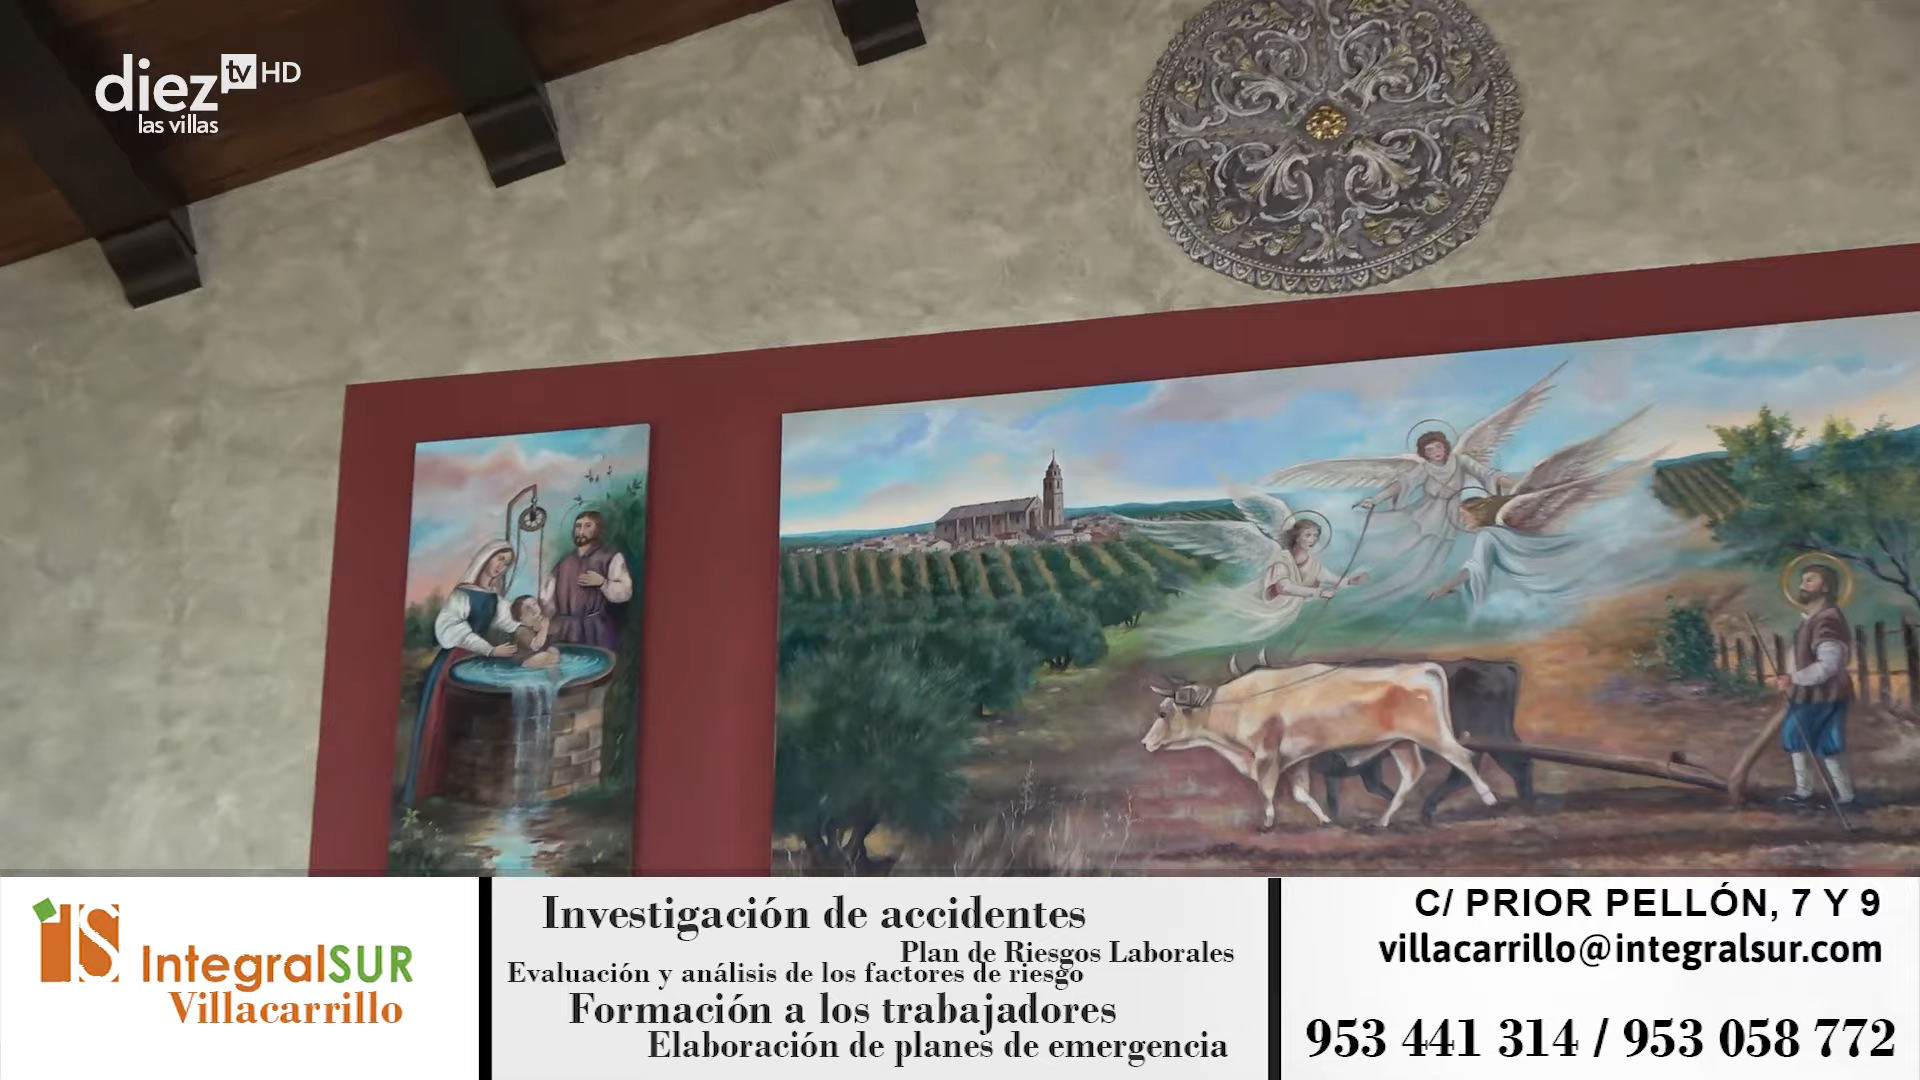 diez tv HD
las villas
IS IntegralSUR
Villacarrillo
Investigación de accidentes
Plan de Riesgos Laborales
Evaluación y análisis de los factores de riesgo
Formación a los trabajadores
Elaboración de planes de emergencia
C/ PRIOR PELLÓN, 7 Y 9
villacarrillo@integralsur.com
953 441 314 / 953 058 772